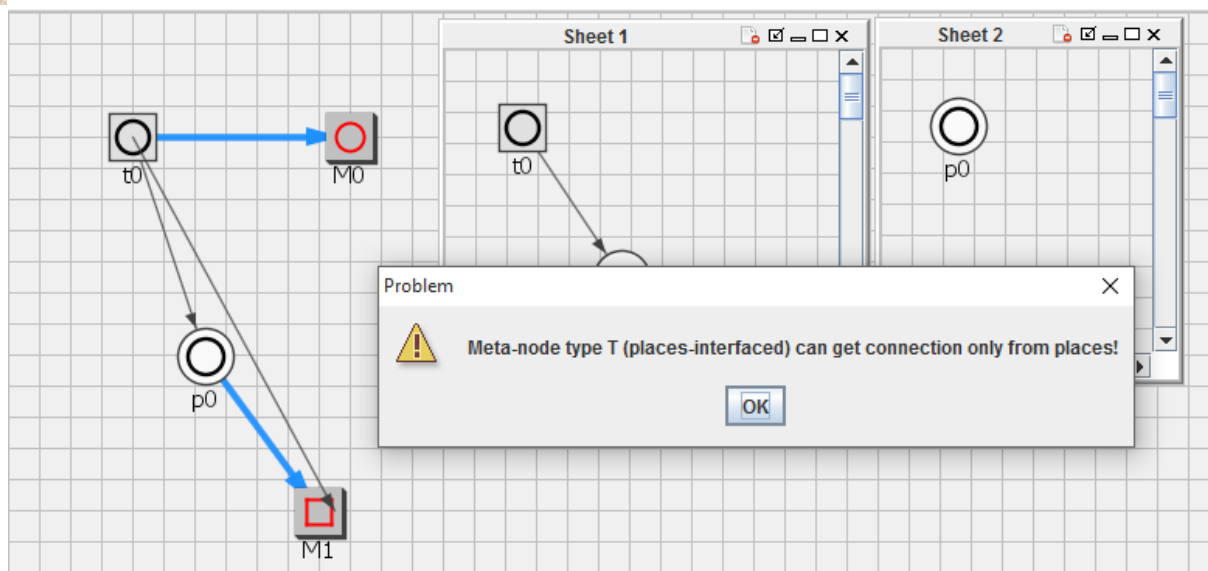 Sheet 1
Sheet 2
t0
M0
t0
p0
Problem
Meta-node type T (places-interfaced) can get connection only from places!
OK
p0
M1